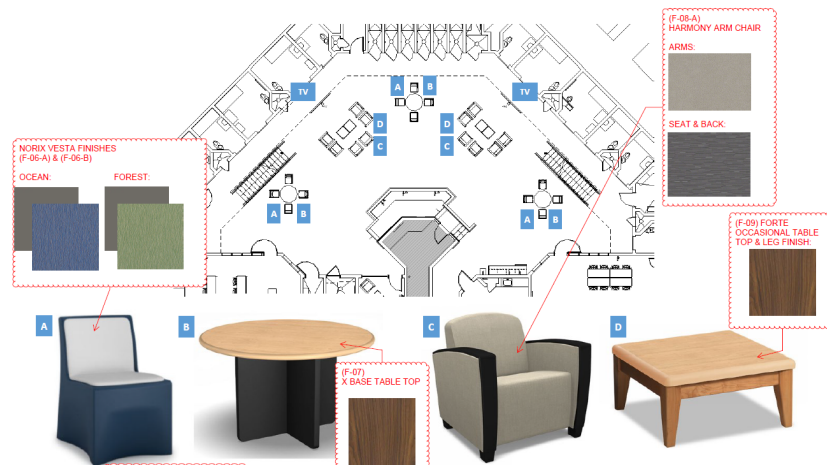 (F-08-A)
HARMONY ARM CHAIR
ARMS:
SEAT & BACK:
TV
TV
A
B
D
C
D
C
A
B
A
B
NORIX VESTA FINISHES
(F-06-A) & (F-06-B)
OCEAN:
FOREST:
(F-09) FORTE
OCCASIONAL TABLE
TOP & LEG FINISH:
A
B
C
D
(F-07)
X BASE TABLE TOP